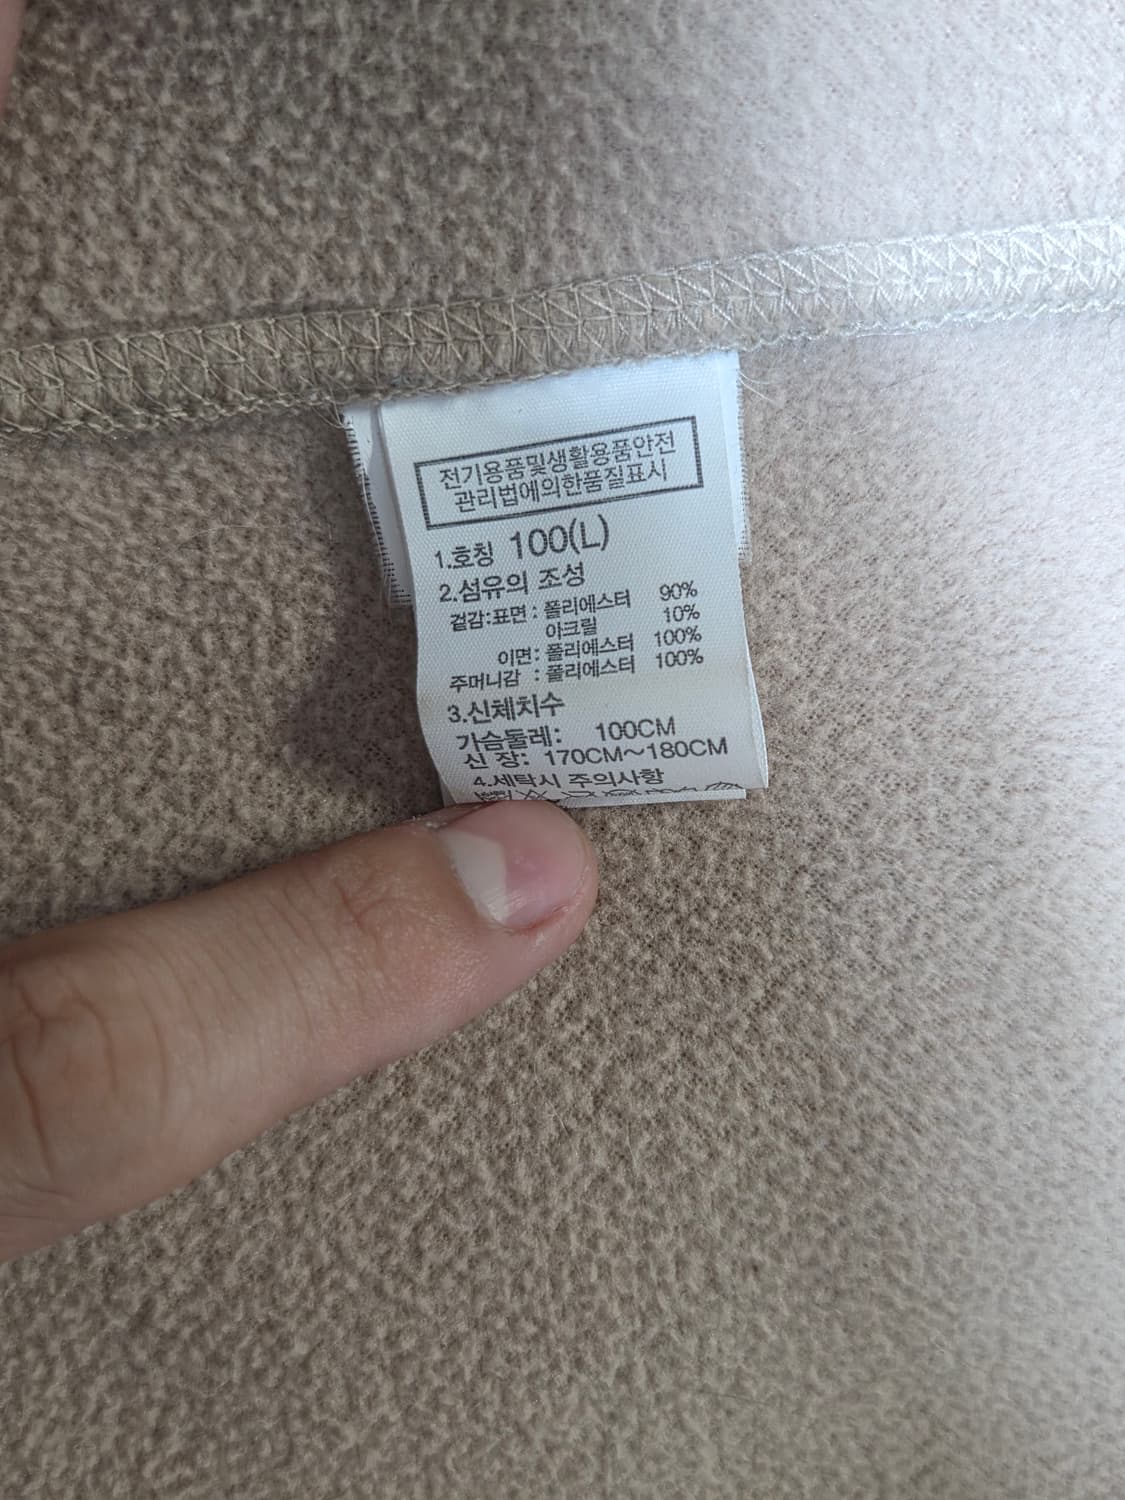 전기용품및생활용품안전
관리법에의한품질표시
1.호칭 100(L)
2.섬유의 조성
겉감:표면 : 폴리에스터 90%
아크릴 10%
이면 : 폴리에스터 100%
주머니감 : 폴리에스터 100%
3.신체치수
가슴둘레: 100CM
신 장: 170CM~180CM
4.세탁시 주의사항